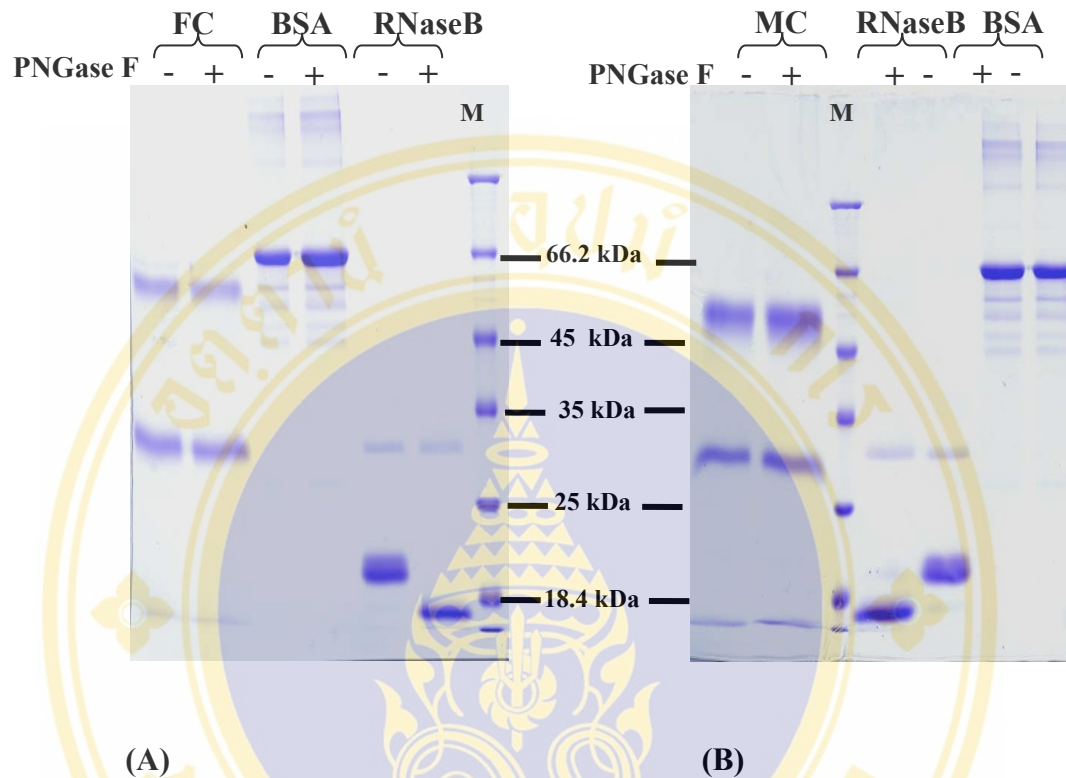 FC BSA RNaseB
PNGase F - + - + - +
M
MC RNaseB BSA
PNGase F - + + - + -
M
66.2 kDa
45 kDa
35 kDa
25 kDa
18.4 kDa
(A)
(B)